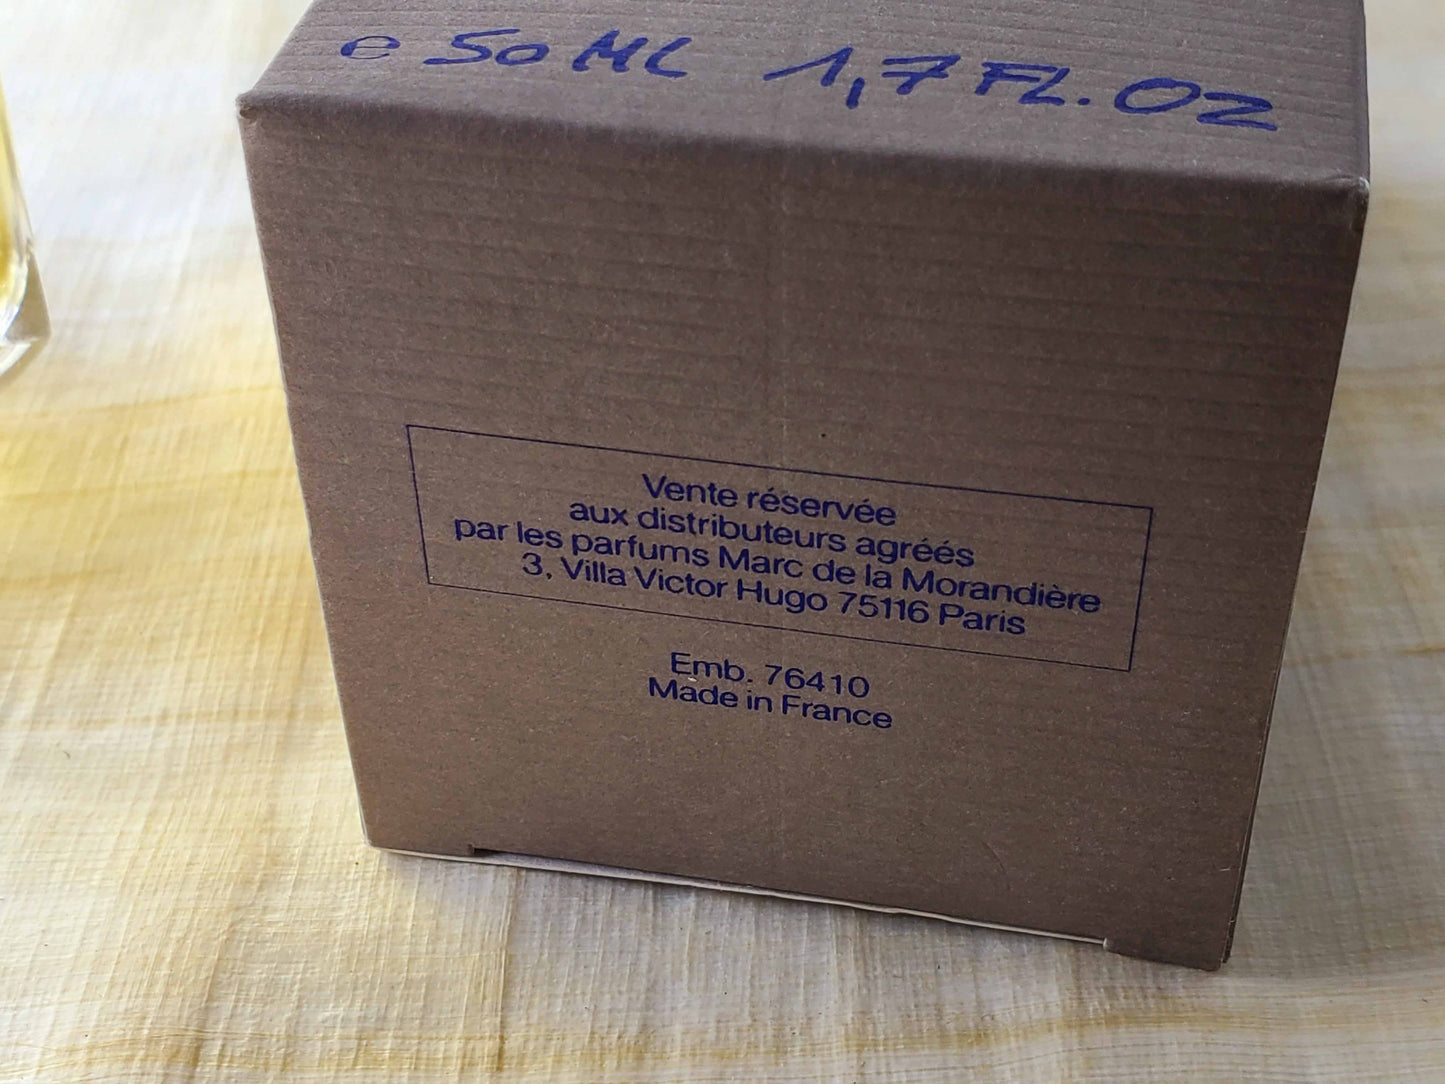 ℮ 50 ML 1,7 FL. OZ
Vente réservée
aux distributeurs agréés
par les parfums Marc de la Morandière
3, Villa Victor Hugo 75116 Paris
Emb. 76410
Made in France